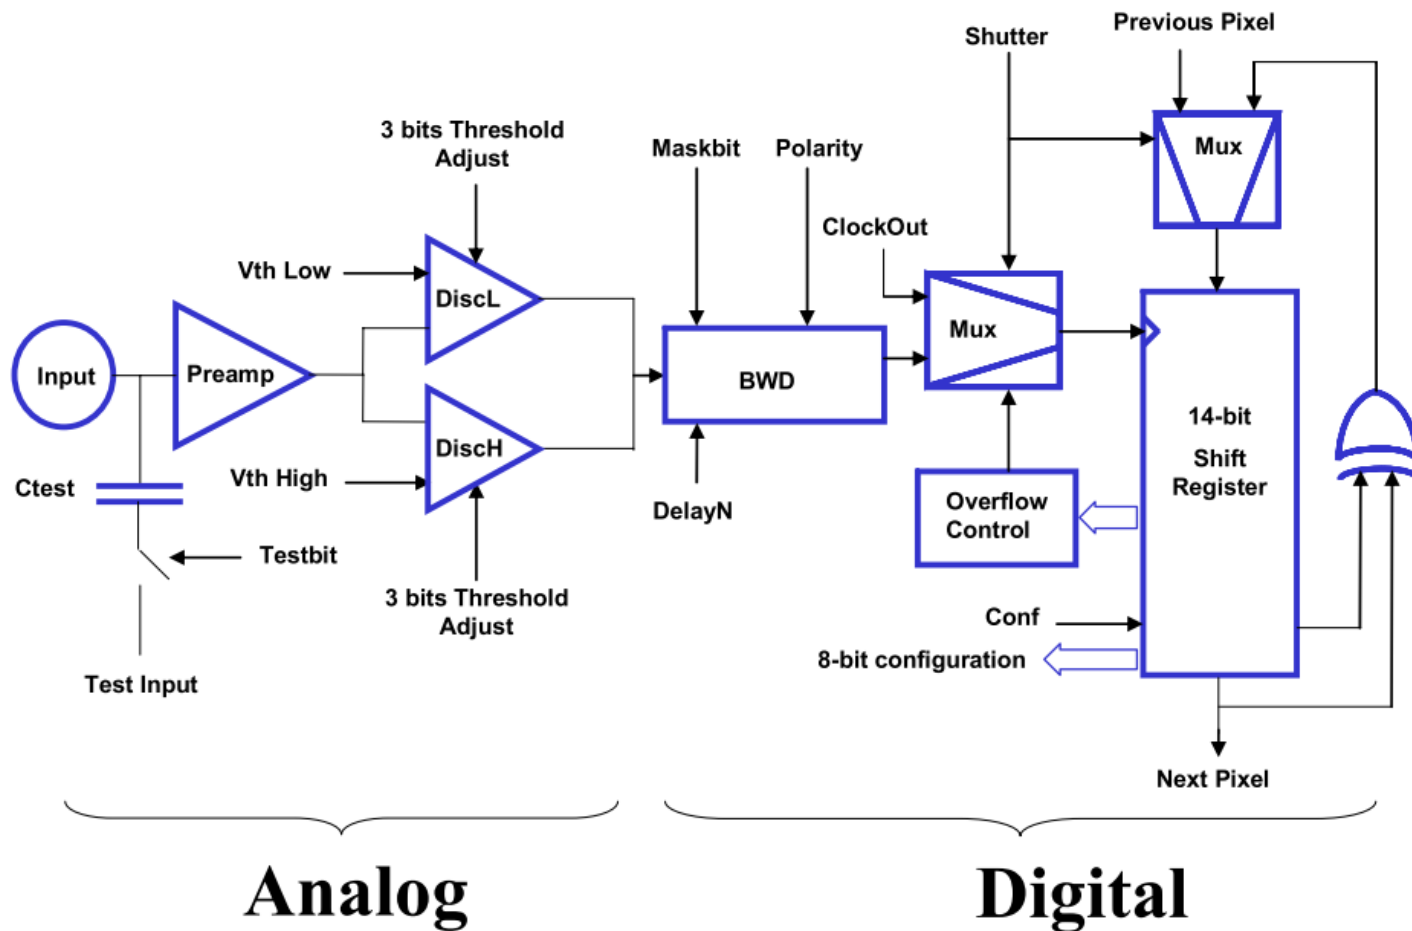 Previous Pixel
Shutter
3 bits Threshold
Adjust
Maskbit
Polarity
Mux
ClockOut
Vth Low
DiscL
Mux
Input
Preamp
BWD
14-bit
Shift
Register
DiscH
Vth High
Ctest
Overflow
Control
DelayN
Testbit
3 bits Threshold
Adjust
Conf
8-bit configuration
Test Input
Next Pixel
Analog
Digital